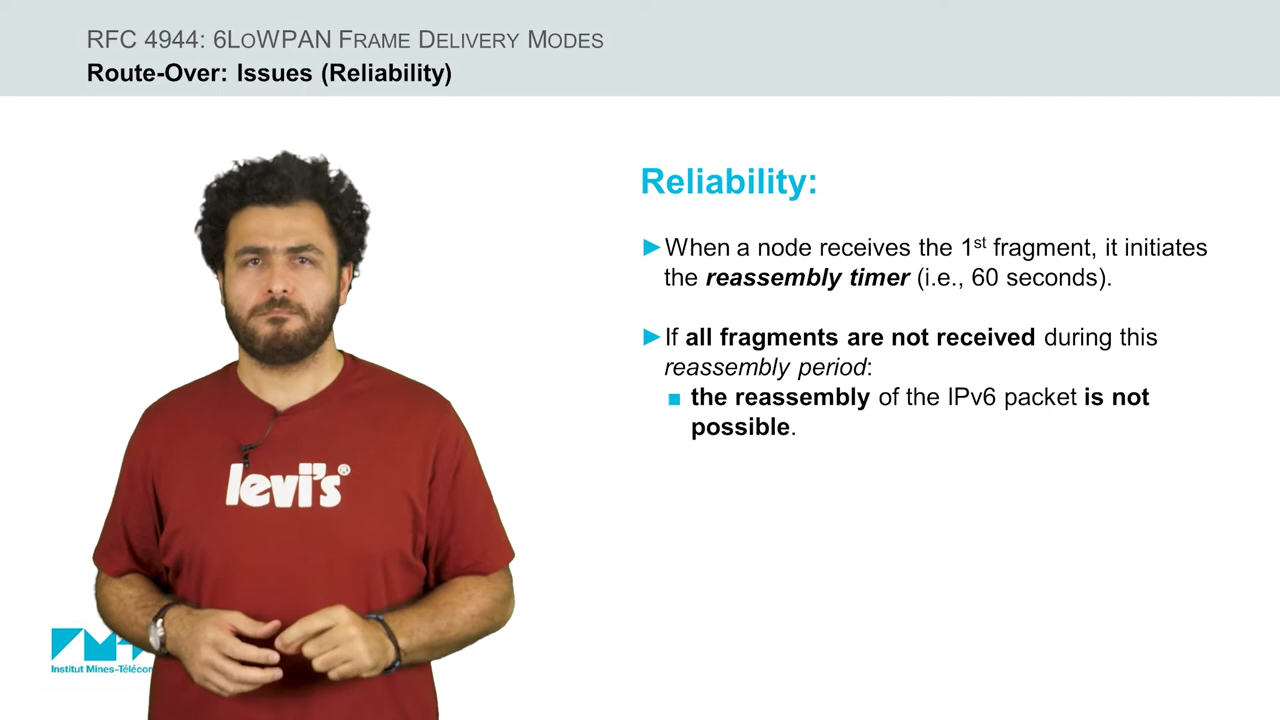 RFC 4944: 6LoWPAN Frame Delivery Modes
Route-Over: Issues (Reliability)
Reliability:
►When a node receives the 1st fragment, it initiates
the reassembly timer (i.e., 60 seconds).
►If all fragments are not received during this
reassembly period:
■ the reassembly of the IPv6 packet is not
possible.
levi's®
Institut Mines-Télécom